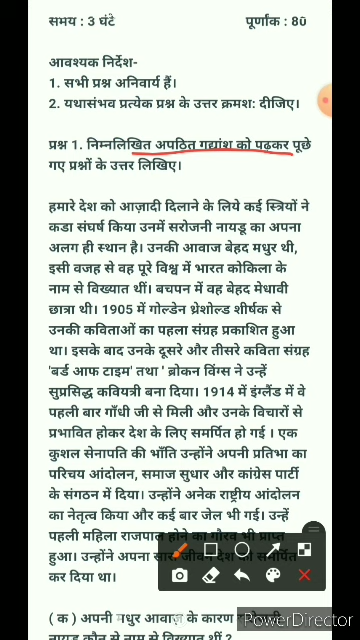 समय : 3 घंटे पूर्णांक : 80
आवश्यक निर्देश-
1. सभी प्रश्न अनिवार्य हैं।
2. यथासंभव प्रत्येक प्रश्न के उत्तर क्रमश: दीजिए।
प्रश्न 1. निम्नलिखित अपठित गद्यांश को पढ़कर पूछे
गए प्रश्नों के उत्तर लिखिए।
हमारे देश को आज़ादी दिलाने के लिये कई स्त्रियों ने
कडा संघर्ष किया उनमें सरोजनी नायडू का अपना
अलग ही स्थान है। उनकी आवाज बेहद मधुर थी,
इसी वजह से वह पूरे विश्व में भारत कोकिला के
नाम से विख्यात थीं। बचपन में वह बेहद मेधावी
छात्रा थी। 1905 में गोल्डेन थ्रेशोल्ड शीर्षक से
उनकी कविताओं का पहला संग्रह प्रकाशित हुआ
था। इसके बाद उनके दूसरे और तीसरे कविता संग्रह
'बर्ड आफ टाइम' तथा ' ब्रोकन विंग्स ने उन्हें
सुप्रसिद्ध कवियत्री बना दिया। 1914 में इंग्लैंड में वे
पहली बार गाँधी जी से मिली और उनके विचारों से
प्रभावित होकर देश के लिए समर्पित हो गई । एक
कुशल सेनापति की भाँति उन्होंने अपनी प्रतिभा का
परिचय आंदोलन, समाज सुधार और कांग्रेस पार्टी
के संगठन में दिया। उन्होंने अनेक राष्ट्रीय आंदोलन
का नेतृत्व किया और कई बार जेल भी गई। उन्हें
पहली महिला राजपाल होने का गौरव भी प्राप्त
हुआ। उन्होंने अपना सारा जीवन देश को समर्पित
कर दिया था।
( क ) अपनी मधुर आवाज़ के कारण
नायडू कौन से नाम से विख्यात थीं ?
PowerDirector